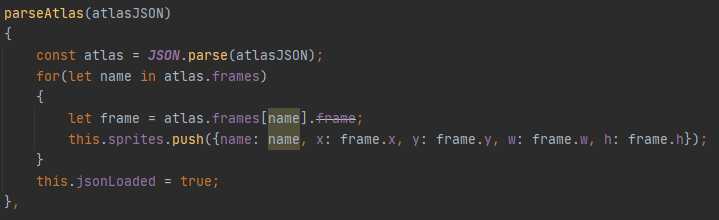 parseAtlas(atlasJSON)
{
    const atlas = JSON.parse(atlasJSON);
    for(let name in atlas.frames)
    {
        let frame = atlas.frames[name].frame;
        this.sprites.push({name: name, x: frame.x, y: frame.y, w: frame.w, h: frame.h});
    }
    this.jsonLoaded = true;
},